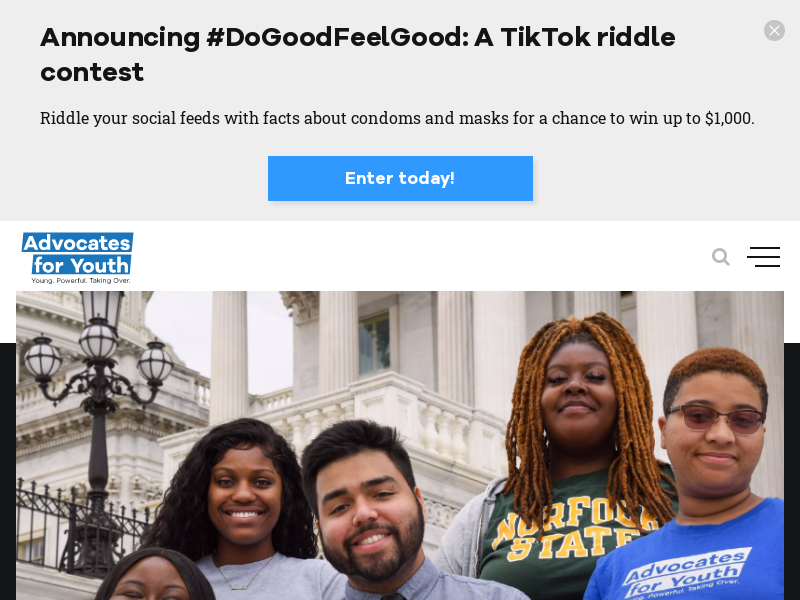 Announcing #DoGoodFeelGood: A TikTok riddle
contest
Riddle your social feeds with facts about condoms and masks for a chance to win up to $1,000.
Enter today!
Advocates
for Youth
Young. Powerful. Taking Over.
NORFOLK
STATE
Advocates
for Youth
Young. Powerful. Taking Over.